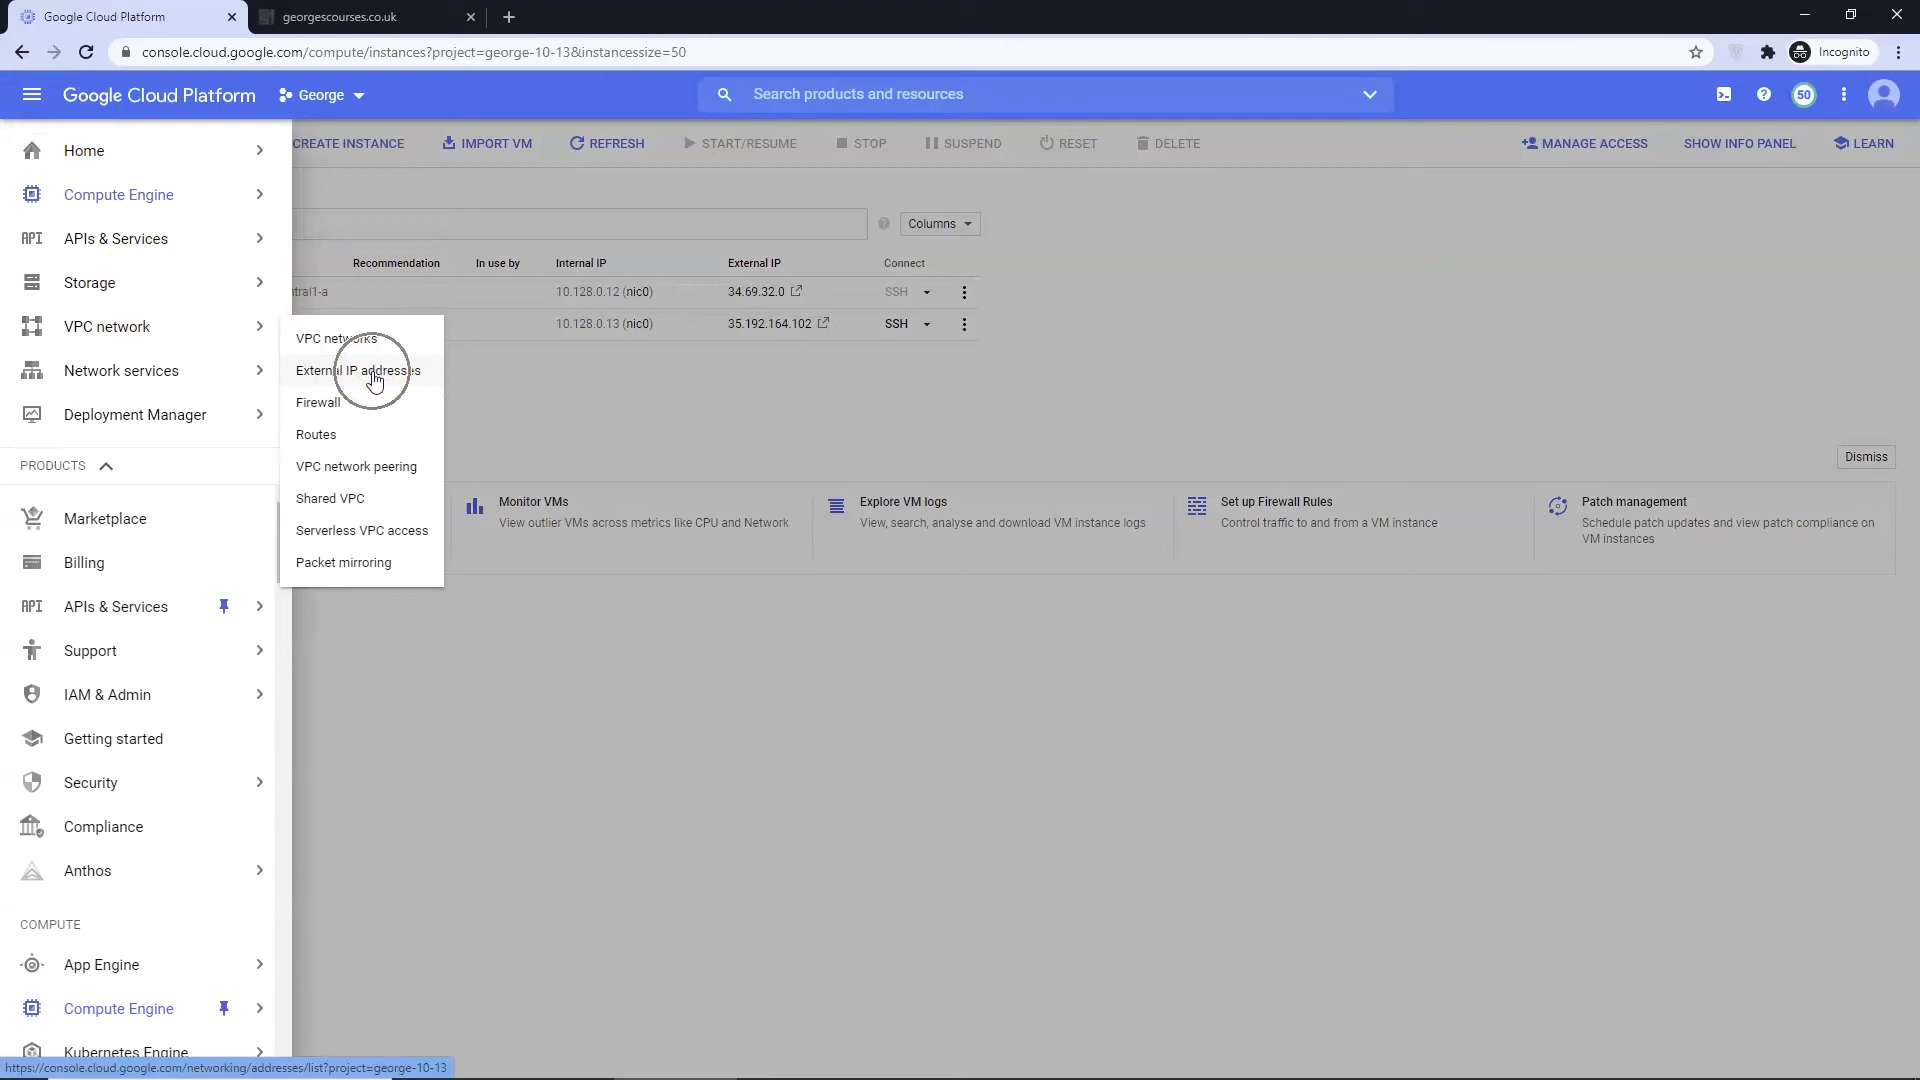 Google Cloud Platform
georgescourses.co.uk
console.cloud.google.com/compute/instances?project=george-10-13&instancessize=50
Incognito
Google Cloud Platform
George
Search products and resources
50
CREATE INSTANCE
IMPORT VM
REFRESH
START/RESUME
STOP
SUSPEND
RESET
DELETE
MANAGE ACCESS
SHOW INFO PANEL
LEARN
Home
Compute Engine
API
APIs & Services
Storage
VPC network
Network services
Deployment Manager
Columns
Recommendation
In use by
Internal IP
External IP
Connect
ntral1-a
10.128.0.12 (nic0)
34.69.32.0
SSH
10.128.0.13 (nic0)
35.192.164.102
SSH
VPC networks
External IP addresses
Firewall
Routes
VPC network peering
Shared VPC
Serverless VPC access
Packet mirroring
Dismiss
Monitor VMs
View outlier VMs across metrics like CPU and Network
Explore VM logs
View, search, analyse and download VM instance logs
Set up Firewall Rules
Control traffic to and from a VM instance
Patch management
Schedule patch updates and view patch compliance on
VM instances
PRODUCTS
Marketplace
Billing
API
APIs & Services
Support
IAM & Admin
Getting started
Security
Compliance
Anthos
COMPUTE
App Engine
Compute Engine
Kubernetes Engine
https://console.cloud.google.com/networking/addresses/list?project=george-10-13